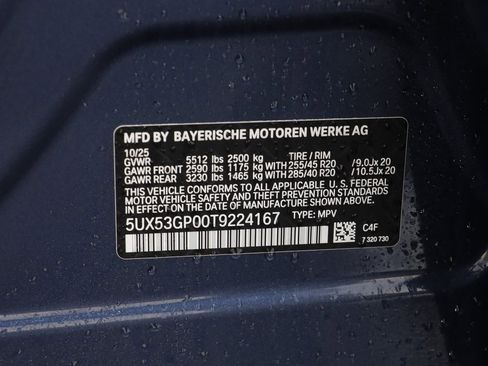 MFD BY BAYERISCHE MOTOREN WERKE AG
10/25
GVWR 5512 lbs 2500 kg TIRE / RIM
GAWR FRONT 2590 lbs 1175 kg WITH 255/45 R20 /9.0Jx 20
GAWR REAR 3230 lbs 1465 kg WITH 285/40 R20 /10.5Jx 20
THIS VEHICLE CONFORMS TO ALL APPLICABLE U.S. FEDERAL
MOTOR VEHICLE SAFETY, BUMPER, AND THEFT PREVENTION
STANDARDS IN EFFECT ON THE DATE OF MANUFACTURE
SHOWN ABOVE.
5UX53GP00T9224167 TYPE: MPV
C4F
7 320 730